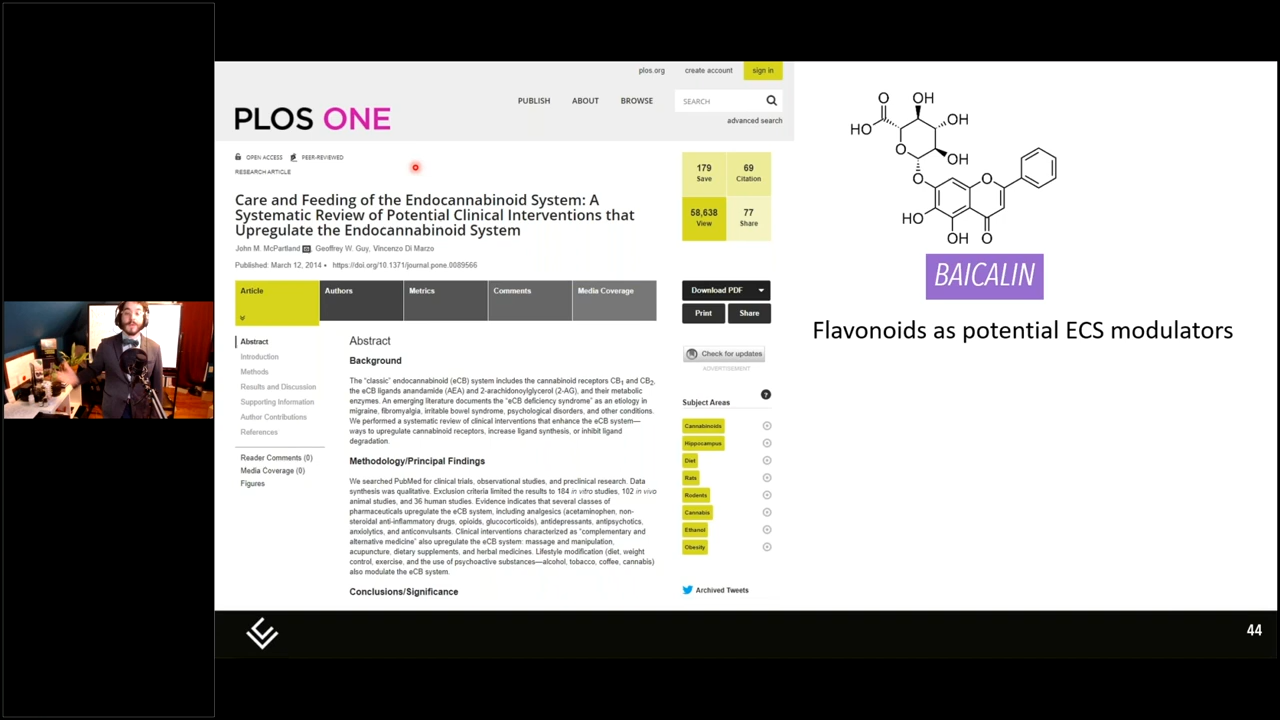 plos.org create account sign in
PLOS ONE
PUBLISH ABOUT BROWSE
SEARCH
advanced search
OPEN ACCESS PEER-REVIEWED
RESEARCH ARTICLE
Care and Feeding of the Endocannabinoid System: A
Systematic Review of Potential Clinical Interventions that
Upregulate the Endocannabinoid System
John M. McPartland, Geoffrey W. Guy, Vincenzo Di Marzo
Published: March 12, 2014 • https://doi.org/10.1371/journal.pone.0089566
179
Save
69
Citation
58,638
View
77
Share
Article
Authors
Metrics
Comments
Media Coverage
Download PDF
Print
Share
Check for updates
ADVERTISEMENT
Abstract
Introduction
Methods
Results and Discussion
Supporting Information
Author Contributions
References
Reader Comments (0)
Media Coverage (0)
Figures
Abstract
Background
The "classic" endocannabinoid (eCB) system includes the cannabinoid receptors CB1 and CB2,
the eCB ligands anandamide (AEA) and 2-arachidonoylglycerol (2-AG), and their metabolic
enzymes. An emerging literature documents the "eCB deficiency syndrome" as an etiology in
migraine, fibromyalgia, irritable bowel syndrome, psychological disorders, and other conditions.
We performed a systematic review of clinical interventions that enhance the eCB system—
ways to upregulate cannabinoid receptors, increase ligand synthesis, or inhibit ligand
degradation.
Methodology/Principal Findings
We searched PubMed for clinical trials, observational studies, and preclinical research. Data
synthesis was qualitative. Exclusion criteria limited the results to 184 in vitro studies, 102 in vivo
animal studies, and 36 human studies. Evidence indicates that several classes of
pharmaceuticals upregulate the eCB system, including analgesics (acetaminophen, non-
steroidal anti-inflammatory drugs, opioids, glucocorticoids), antidepressants, antipsychotics,
anxiolytics, and anticonvulsants. Clinical interventions characterized as "complementary and
alternative medicine" also upregulate the eCB system: massage and manipulation,
acupuncture, dietary supplements, and herbal medicines. Lifestyle modification (diet, weight
control, exercise, and the use of psychoactive substances—alcohol, tobacco, coffee, cannabis)
also modulate the eCB system.
Conclusions/Significance
?
Subject Areas
Cannabinoids
Hippocampus
Diet
Rats
Rodents
Cannabis
Ethanol
Obesity
Archived Tweets
O OH
HO OH
O OH
O O
HO
OH O
BAICALIN
Flavonoids as potential ECS modulators
44